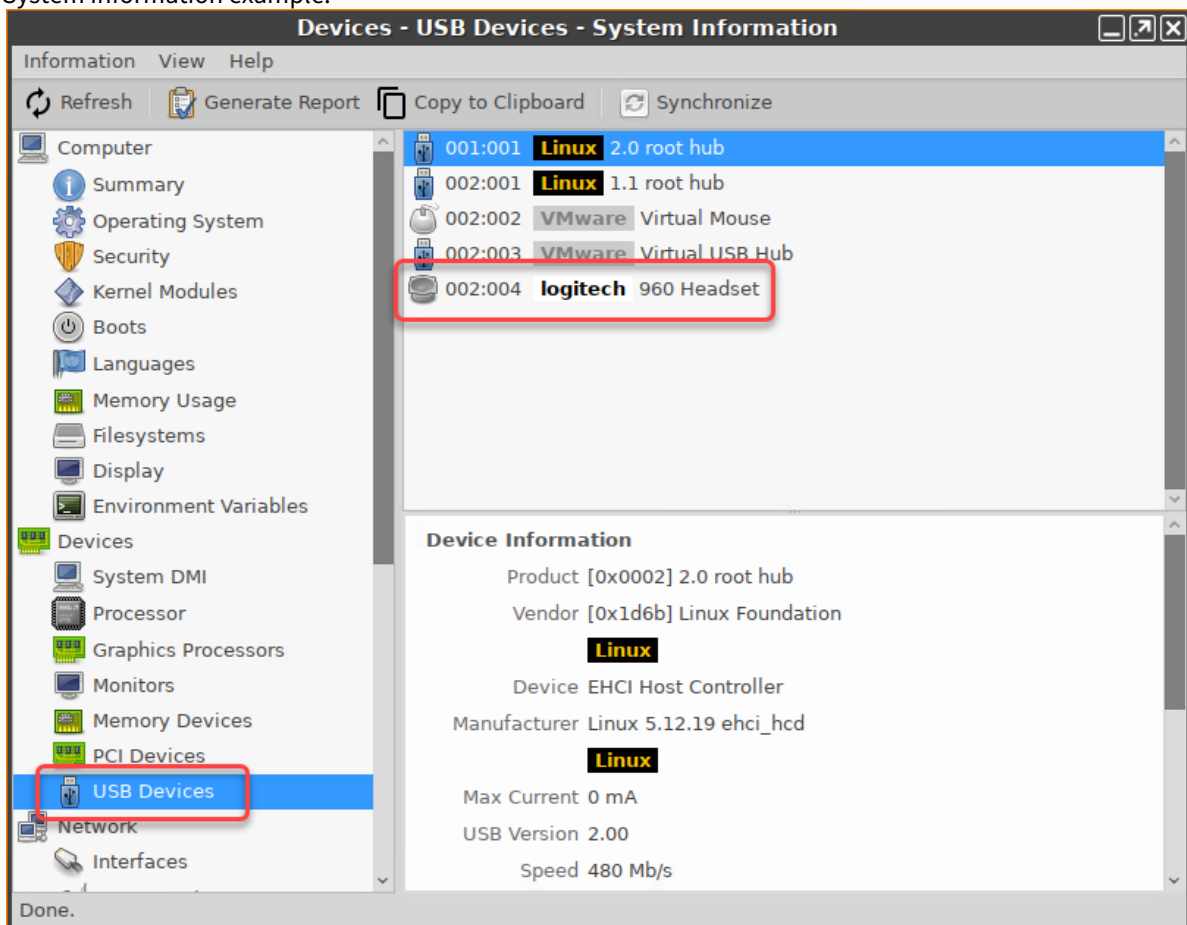 System Information example:
Devices - USB Devices - System Information
Information View Help
Refresh Generate Report Copy to Clipboard Synchronize
Computer
Summary
Operating System
Security
Kernel Modules
Boots
Languages
Memory Usage
Filesystems
Display
Environment Variables
Devices
System DMI
Processor
Graphics Processors
Monitors
Memory Devices
PCI Devices
USB Devices
Network
Interfaces
001:001 Linux 2.0 root hub
002:001 Linux 1.1 root hub
002:002 VMware Virtual Mouse
002:003 VMware Virtual USB Hub
002:004 logitech 960 Headset
Device Information
Product [0x0002] 2.0 root hub
Vendor [0x1d6b] Linux Foundation
Linux
Device EHCI Host Controller
Manufacturer Linux 5.12.19 ehci_hcd
Linux
Max Current 0 mA
USB Version 2.00
Speed 480 Mb/s
Done.